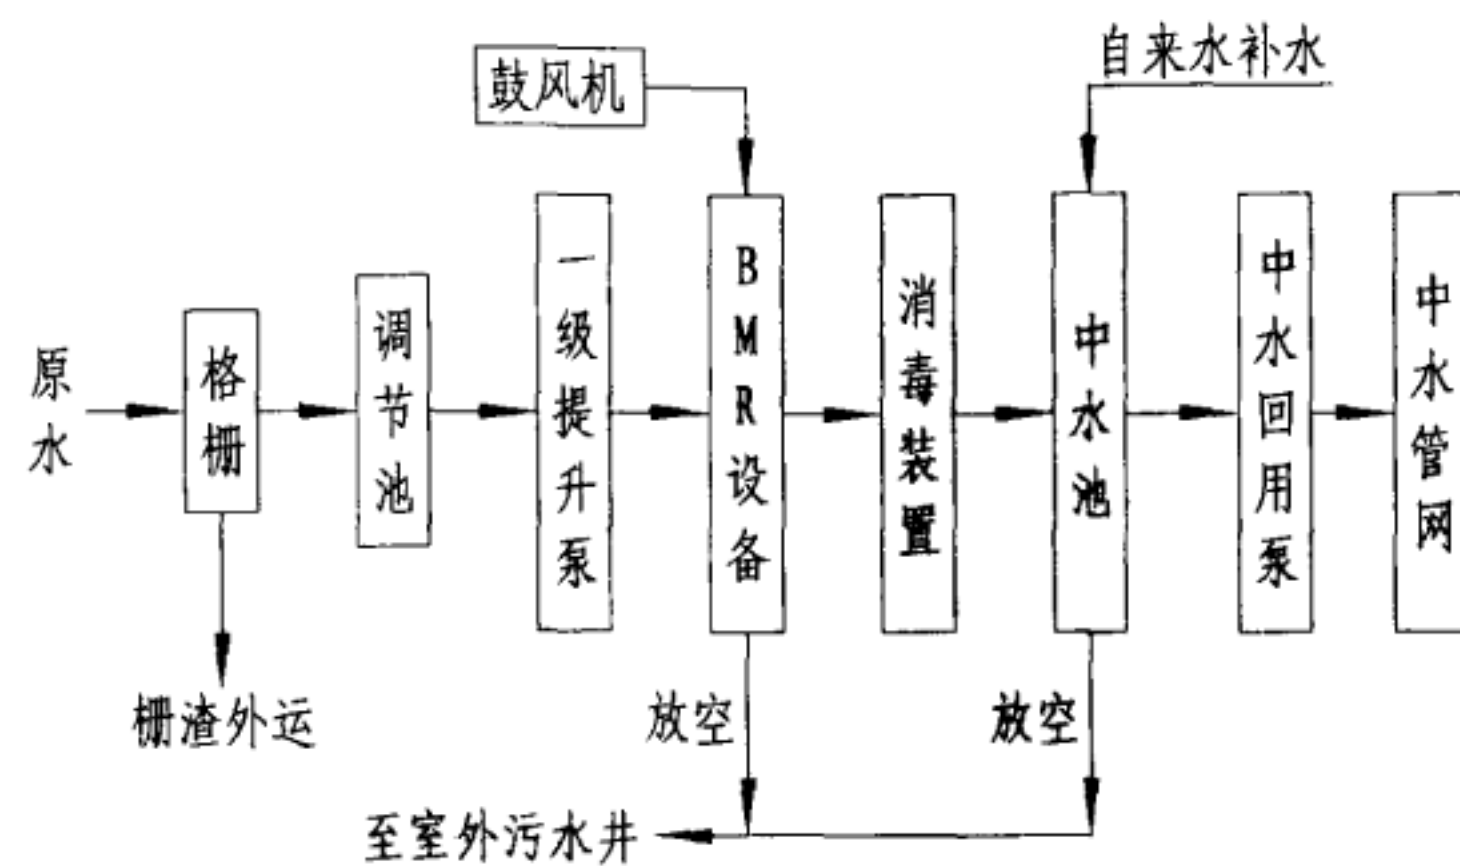 自来水补水
鼓风机
原水
格栅
调节池
一级提升泵
BMR设备
消毒装置
中水池
中水回用泵
中水管网
栅渣外运
放空
放空
至室外污水井